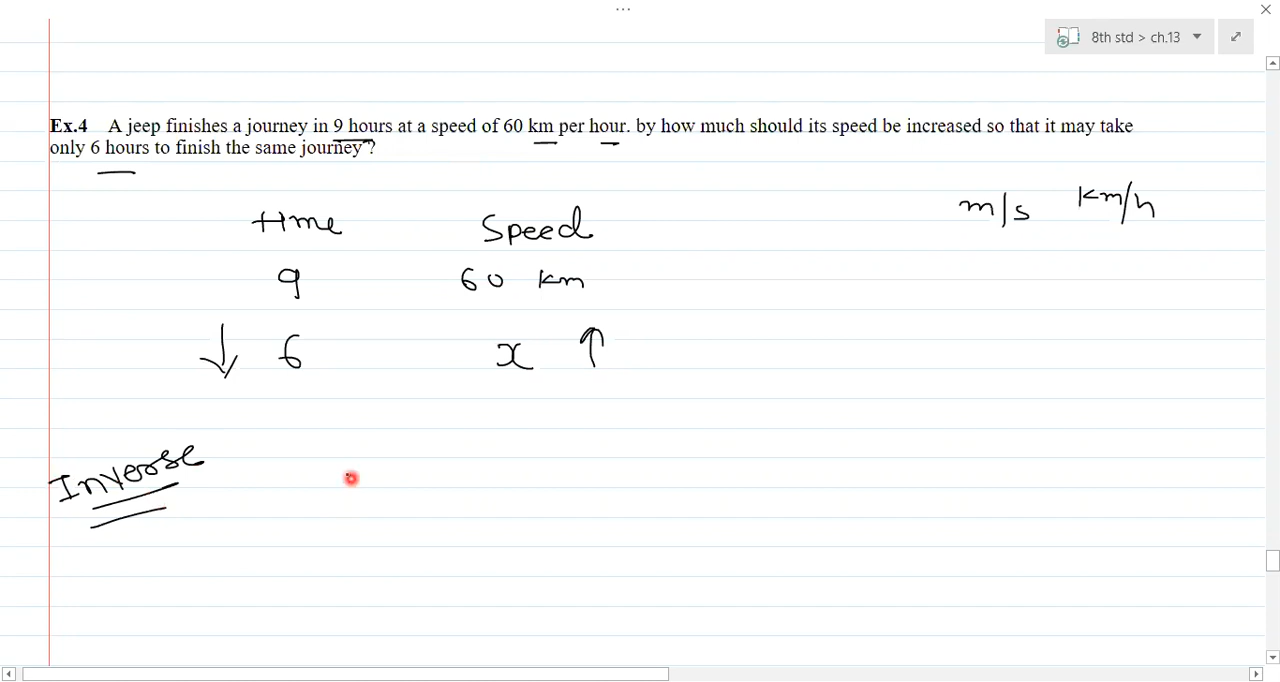 8th std > ch.13
Ex.4 A jeep finishes a journey in 9 hours at a speed of 60 km per hour. by how much should its speed be increased so that it may take
only 6 hours to finish the same journey ?
time Speed m/s km/h
9 60 km
6 x
Inverse